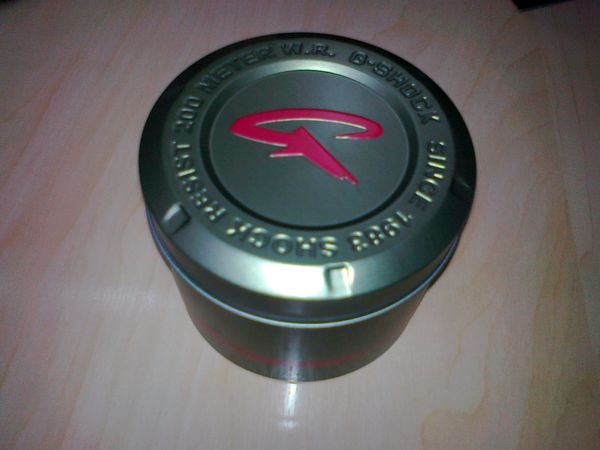 G-SHOCK SINCE 1983 SHOCK RESIST 200 METER W.R.